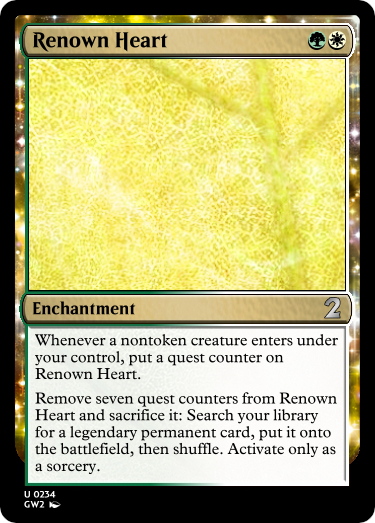 Renown Heart
Enchantment
2
Whenever a nontoken creature enters under
your control, put a quest counter on
Renown Heart.
Remove seven quest counters from Renown
Heart and sacrifice it: Search your library
for a legendary permanent card, put it onto
the battlefield, then shuffle. Activate only as
a sorcery.
U 0234
GW2